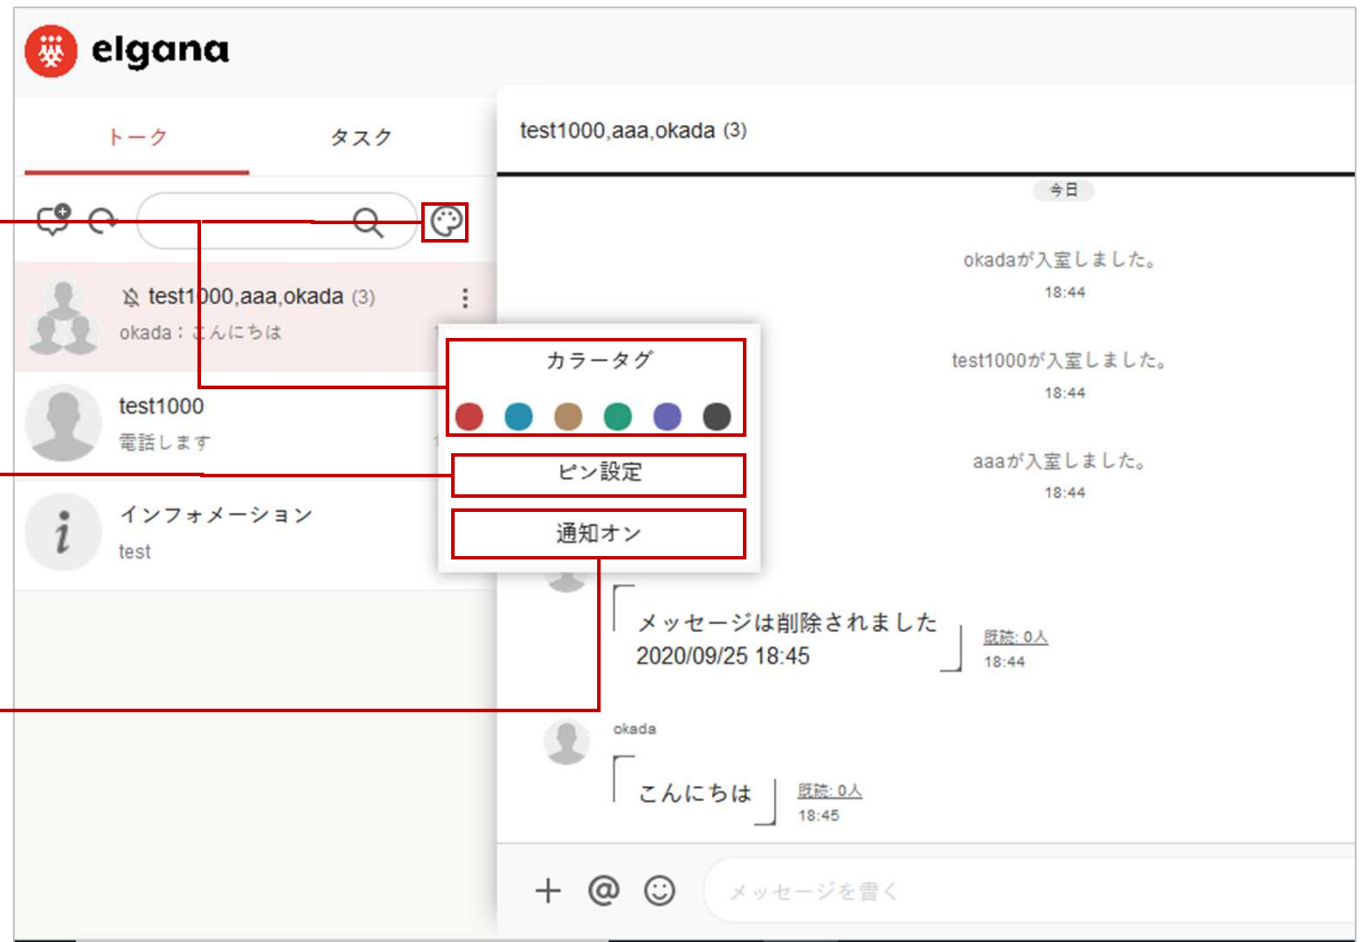 elgana
トーク
タスク
test1000,aaa,okada (3)
今日
okadaが入室しました。
18:44
test1000,aaa,okada (3)
okada：こんにちは
test1000が入室しました。
18:44
カラータグ
test1000
電話します
aaaが入室しました。
18:44
ピン設定
インフォメーション
test
通知オン
メッセージは削除されました
2020/09/25 18:45
既読: 0人
18:44
okada
こんにちは
既読: 0人
18:45
メッセージを書く